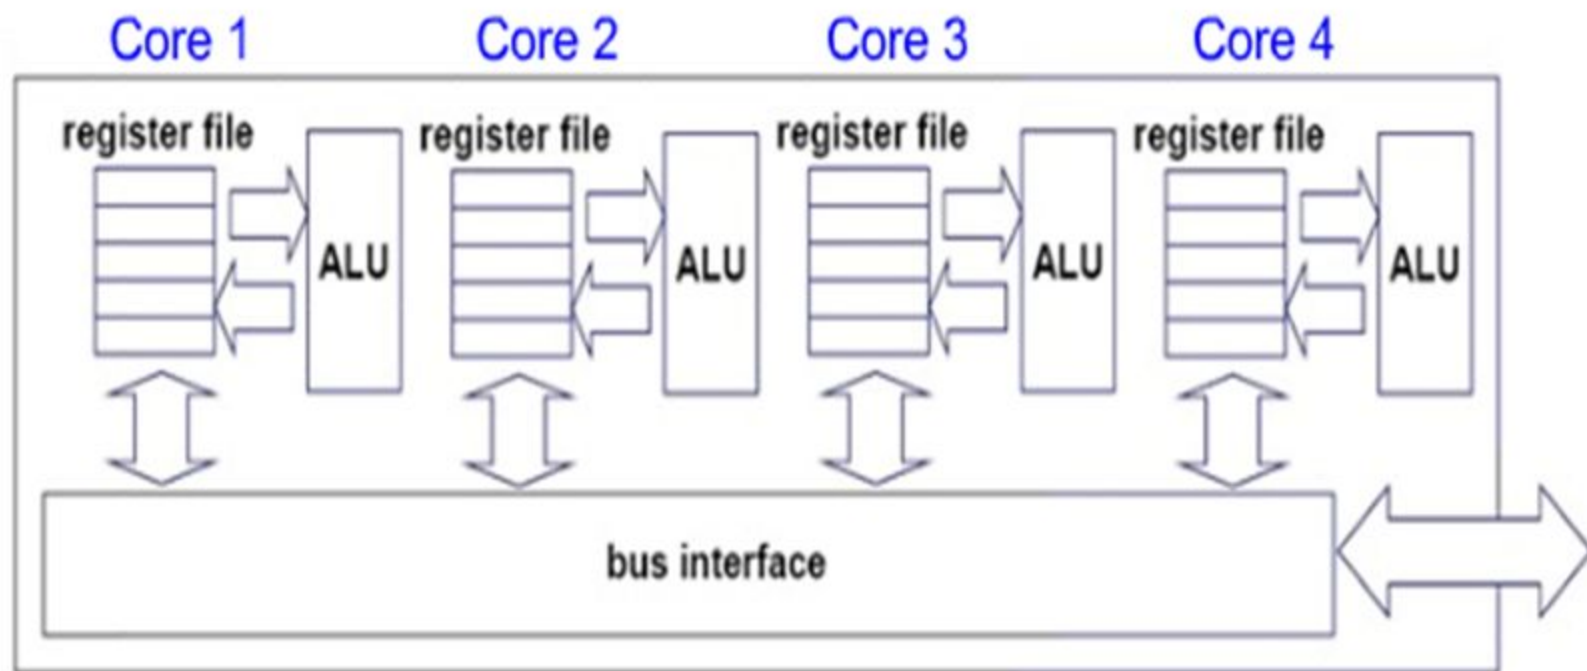 Core 1 Core 2 Core 3 Core 4
register file register file register file register file
ALU ALU ALU ALU
bus interface